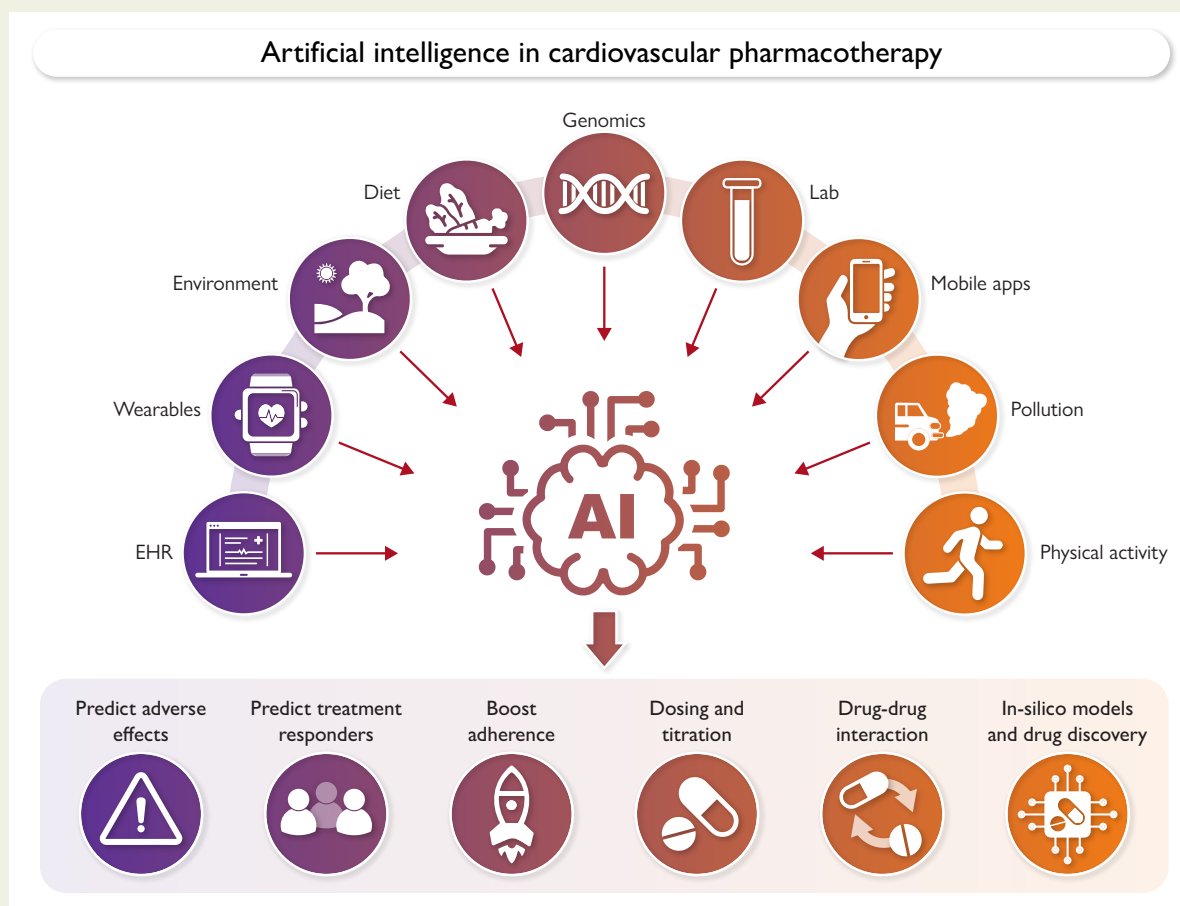 Artificial intelligence in cardiovascular pharmacotherapy
Genomics
Diet
Lab
Environment
Mobile apps
Wearables
Pollution
EHR
Physical activity
AI
Predict adverse
effects
Predict treatment
responders
Boost
adherence
Dosing and
titration
Drug-drug
interaction
In-silico models
and drug discovery